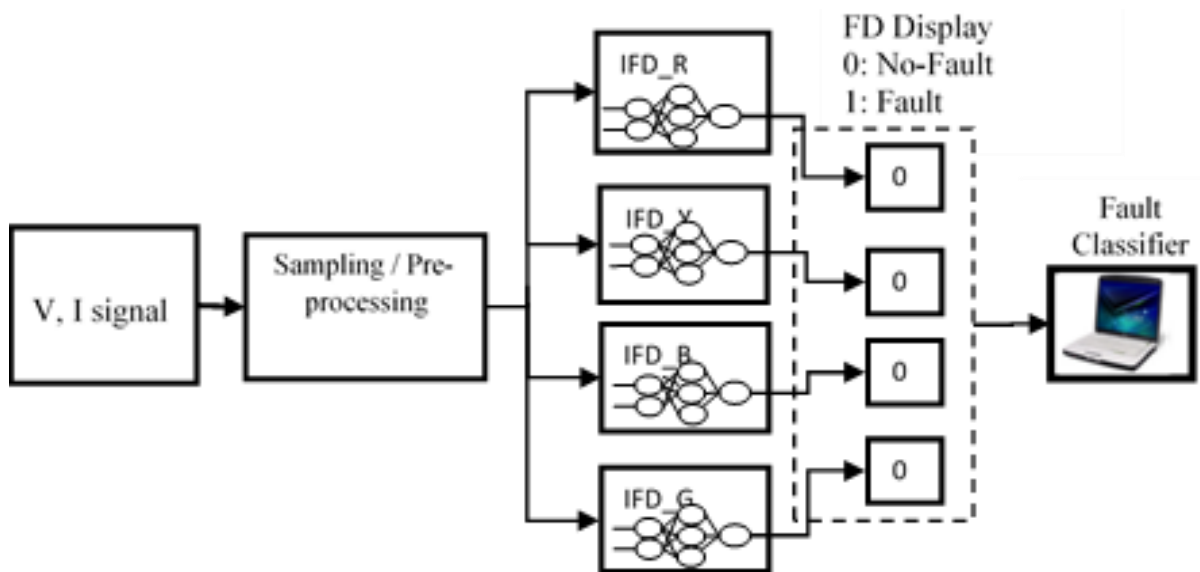 FD Display
0: No-Fault
1: Fault
IFD_R
0
IFD_Y
0
Fault
Classifier
Sampling / Pre-
processing
V, I signal
IFD_B
0
IFD_G
0